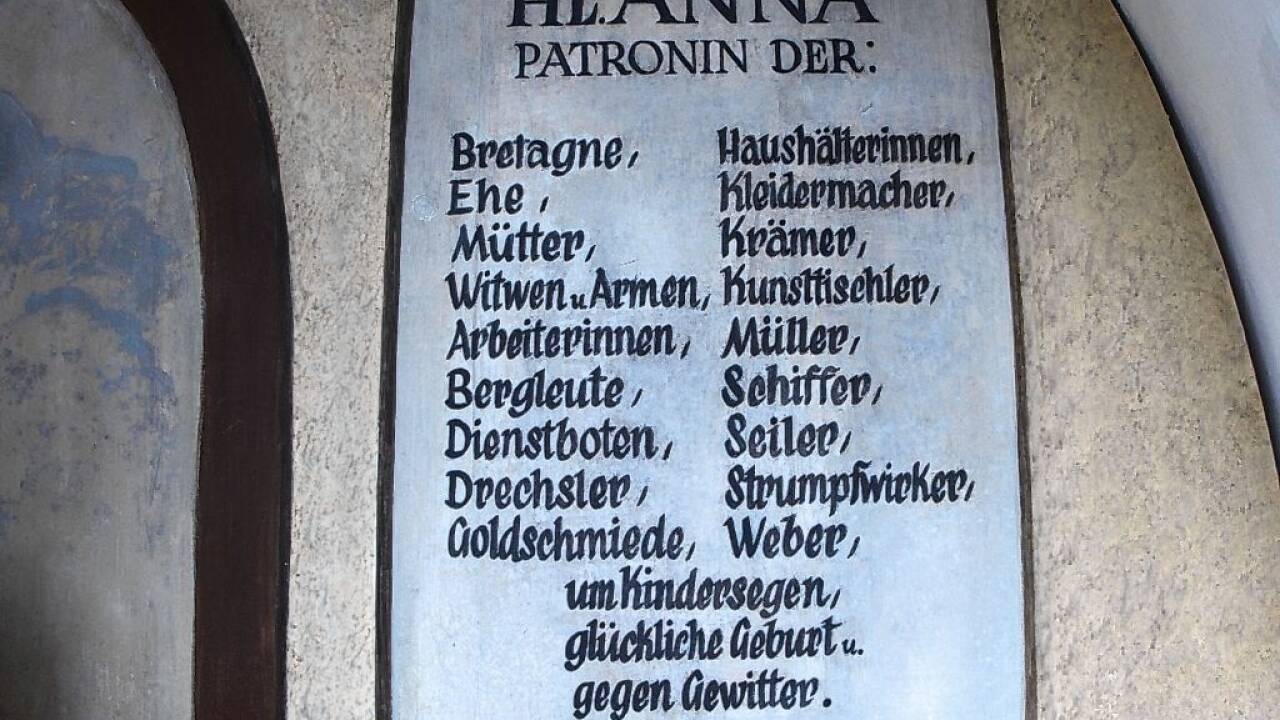 HL. ANNA
PATRONIN DER:
Bretagne, Haushälterinnen,
Ehe, Kleidermacher,
Mütter, Krämer,
Witwen u. Armen, Kunsttischler,
Arbeiterinnen, Müller,
Bergleute, Schiffer,
Dienstboten, Seiler,
Drechsler, Strumpfwirker,
Goldschmiede, Weber,
um Kindersegen,
glückliche Geburt u.
gegen Gewitter.